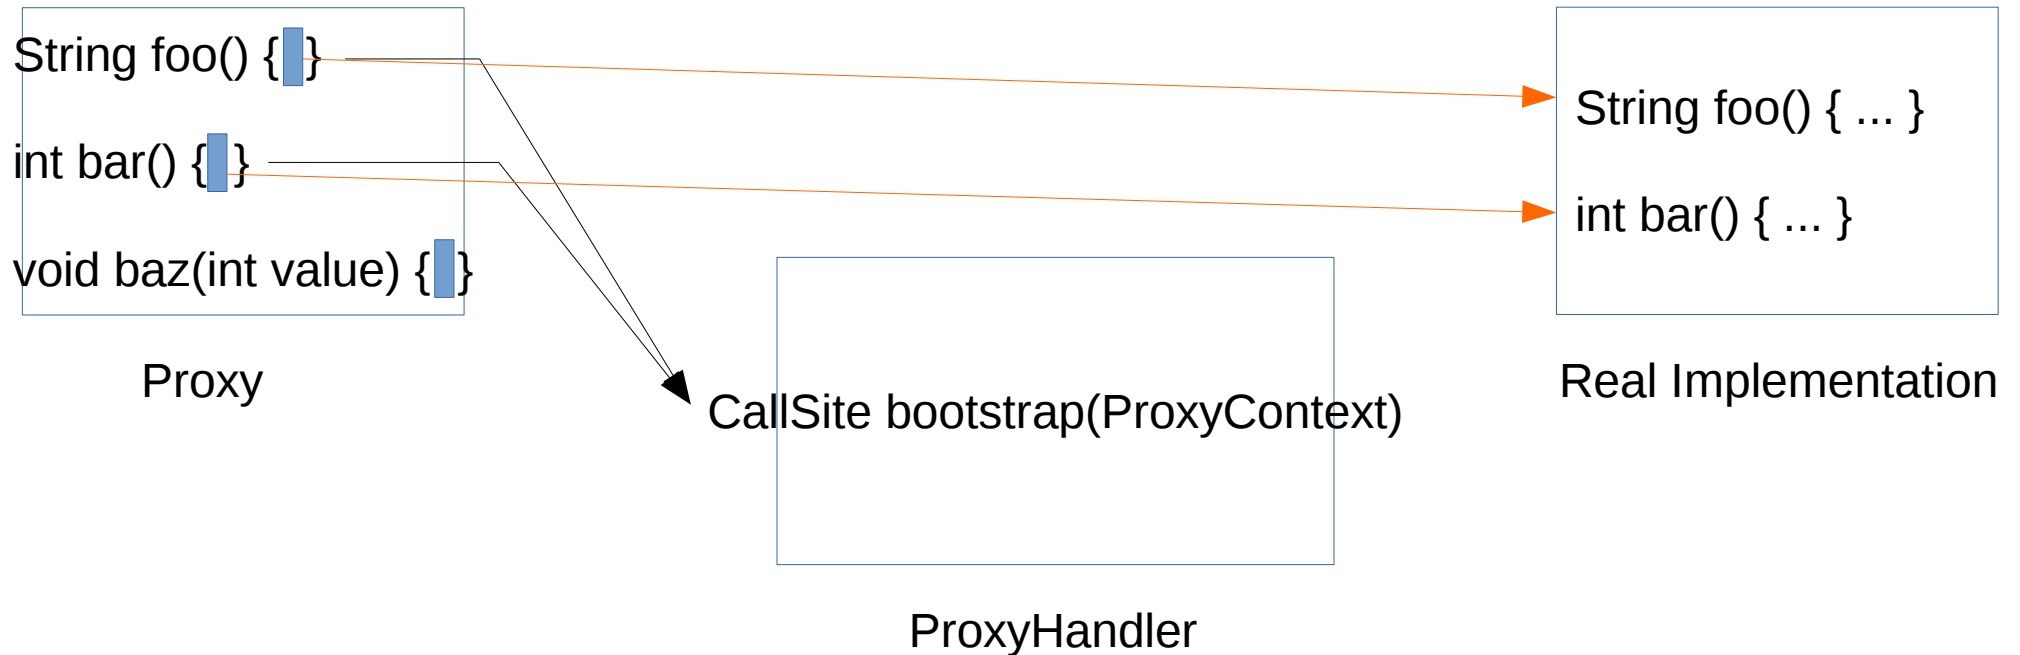 String foo() { }
int bar() { }
void baz(int value) { }
Proxy
CallSite bootstrap(ProxyContext)
ProxyHandler
String foo() { ... }
int bar() { ... }
Real Implementation